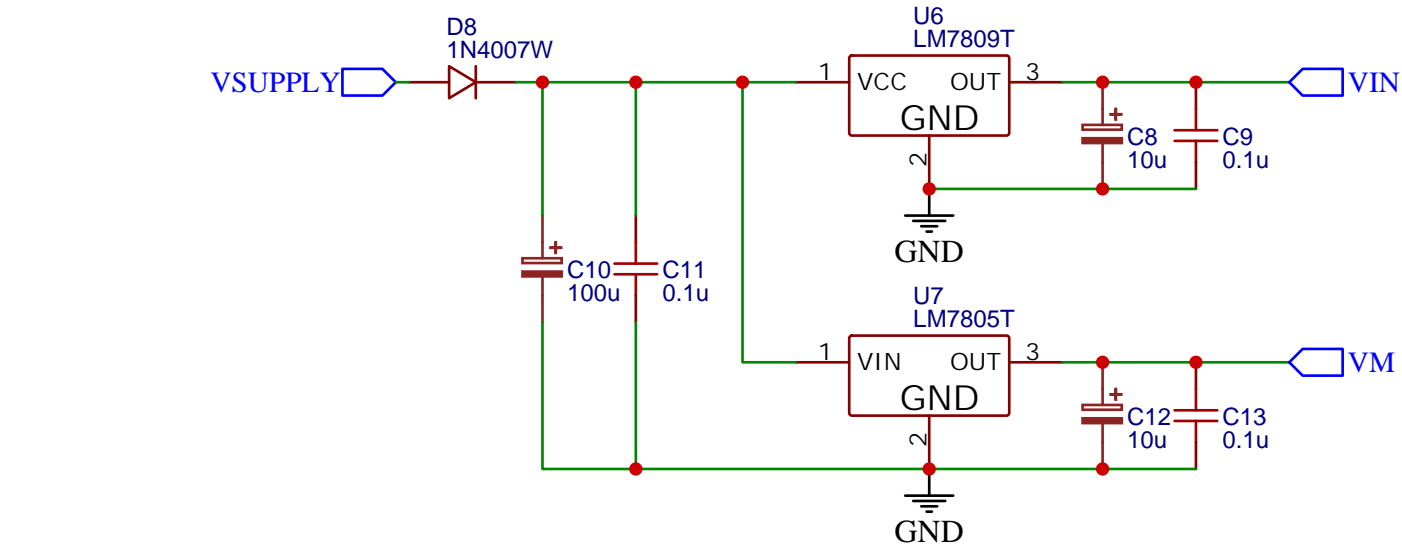 D8
1N4007W
VSUPPLY
U6
LM7809T
1
VCC
OUT
3
GND
2
VIN
+
C8
10u
C9
0.1u
GND
+
C10
100u
C11
0.1u
U7
LM7805T
1
VIN
OUT
3
GND
2
VM
+
C12
10u
C13
0.1u
GND